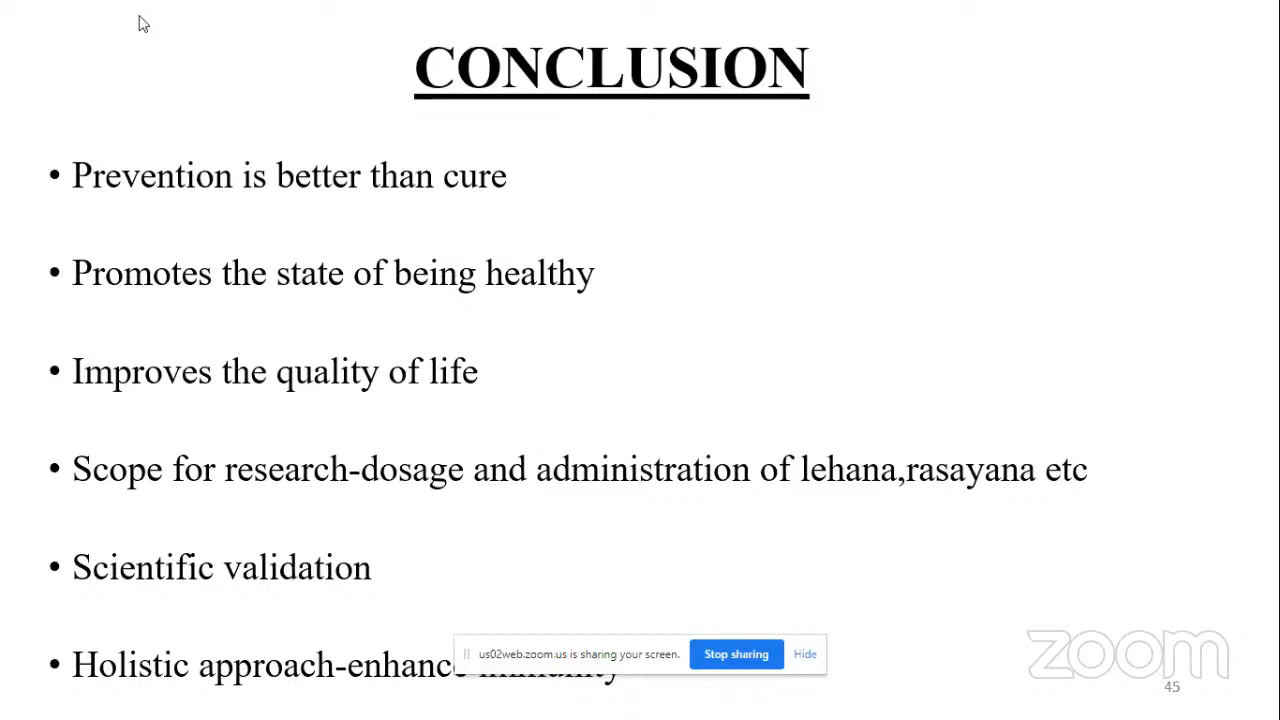 CONCLUSION
• Prevention is better than cure
• Promotes the state of being healthy
• Improves the quality of life
• Scope for research-dosage and administration of lehana,rasayana etc
• Scientific validation
• Holistic approach-enhance immunity
us02web.zoom.us is sharing your screen. Stop sharing Hide
zoom
45